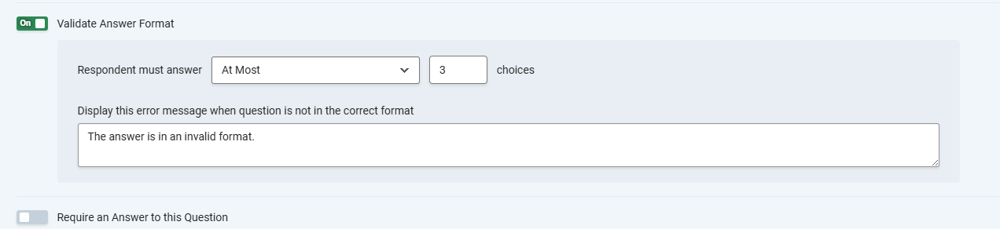 On Validate Answer Format
Respondent must answer At Most 3 choices
Display this error message when question is not in the correct format
The answer is in an invalid format.
Require an Answer to this Question